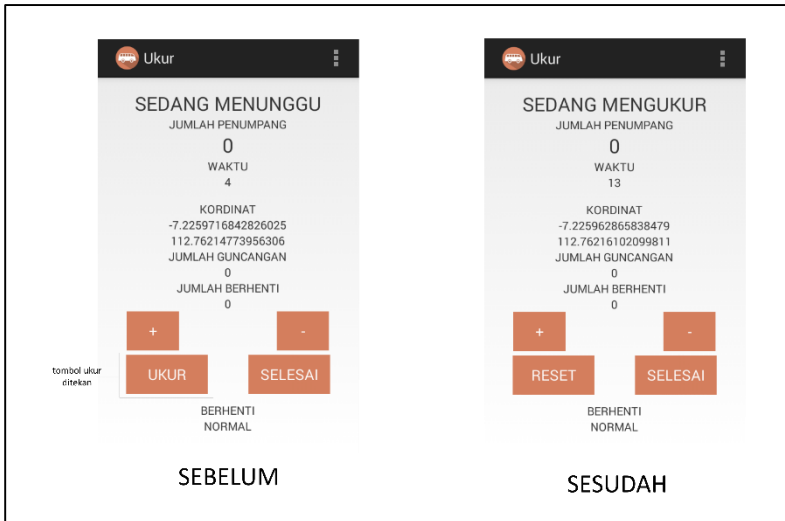 Ukur
SEDANG MENUNGGU
JUMLAH PENUMPANG
0
WAKTU
4
KORDINAT
-7.2259716842826025
112.76214773956306
JUMLAH GUNCANGAN
0
JUMLAH BERHENTI
0
+ -
tombol ukur
ditekan
UKUR SELESAI
BERHENTI
NORMAL
SEBELUM
Ukur
SEDANG MENGUKUR
JUMLAH PENUMPANG
0
WAKTU
13
KORDINAT
-7.225962865838479
112.76216102099811
JUMLAH GUNCANGAN
0
JUMLAH BERHENTI
0
+ -
RESET SELESAI
BERHENTI
NORMAL
SESUDAH